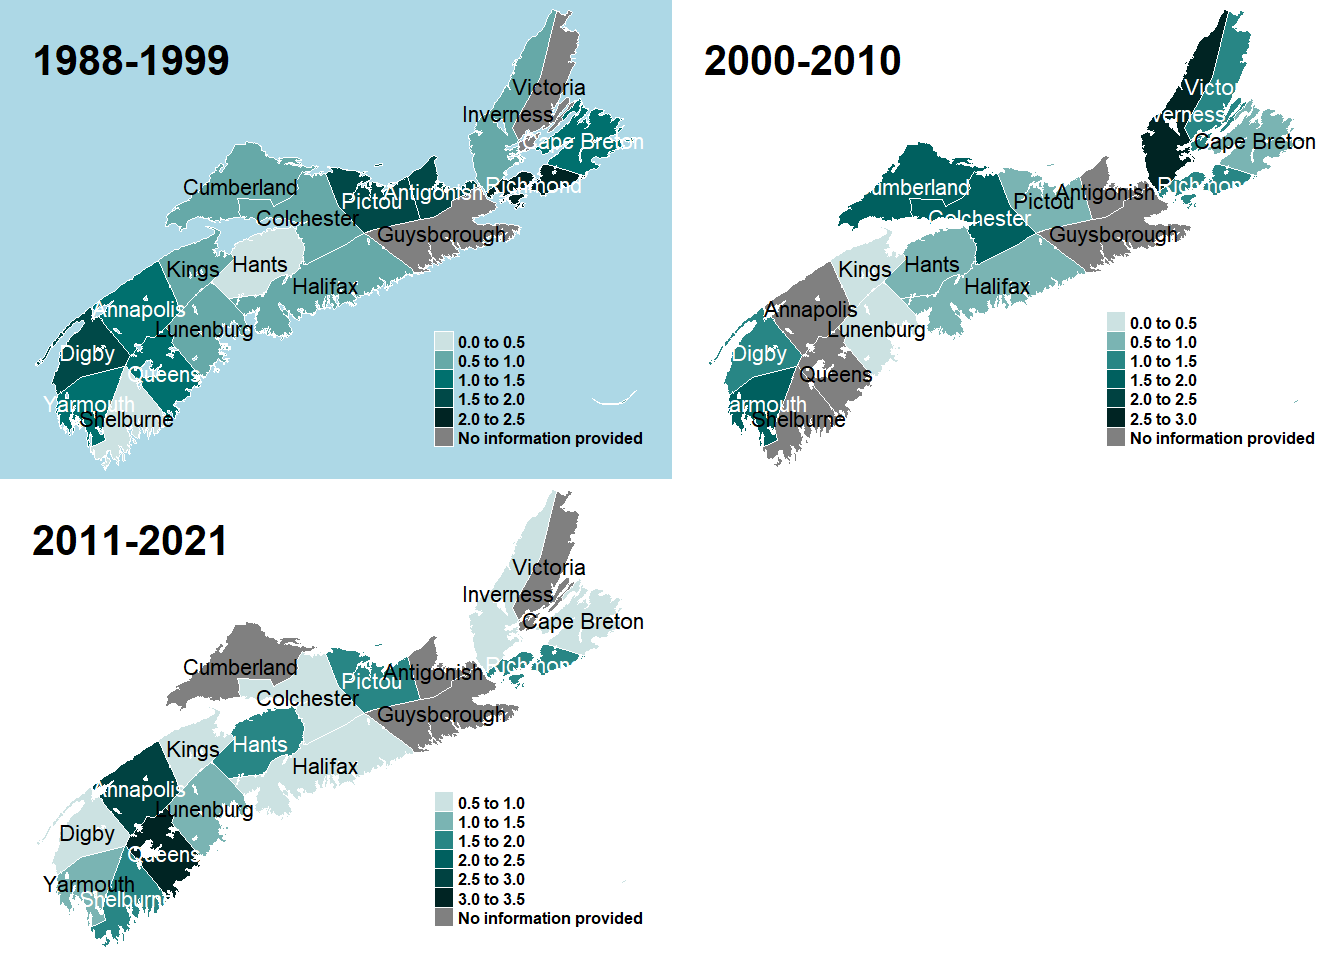 1988-1999
Victoria
Inverness
Cape Breton
Cumberland
Richmond
Antigonish
Pictou
Colchester
Guysborough
Kings
Hants
Halifax
Annapolis
Lunenburg
Digby
Queens
Yarmouth
Shelburne
0.0 to 0.5
0.5 to 1.0
1.0 to 1.5
1.5 to 2.0
2.0 to 2.5
No information provided
2000-2010
Victor
verness
Cape Breton
umberland
Richmond
Antigonish
Pictou
Colchester
Guysborough
Kings
Hants
Halifax
Annapolis
Lunenburg
Digby
Queens
armouth
Shelburne
0.0 to 0.5
0.5 to 1.0
1.0 to 1.5
1.5 to 2.0
2.0 to 2.5
2.5 to 3.0
No information provided
2011-2021
Victoria
Inverness
Cape Breton
Cumberland
Richmond
Antigonish
Pictou
Colchester
Guysborough
Kings
Hants
Halifax
Annapolis
Lunenburg
Digby
Queens
Yarmouth
Shelburne
0.5 to 1.0
1.0 to 1.5
1.5 to 2.0
2.0 to 2.5
2.5 to 3.0
3.0 to 3.5
No information provided